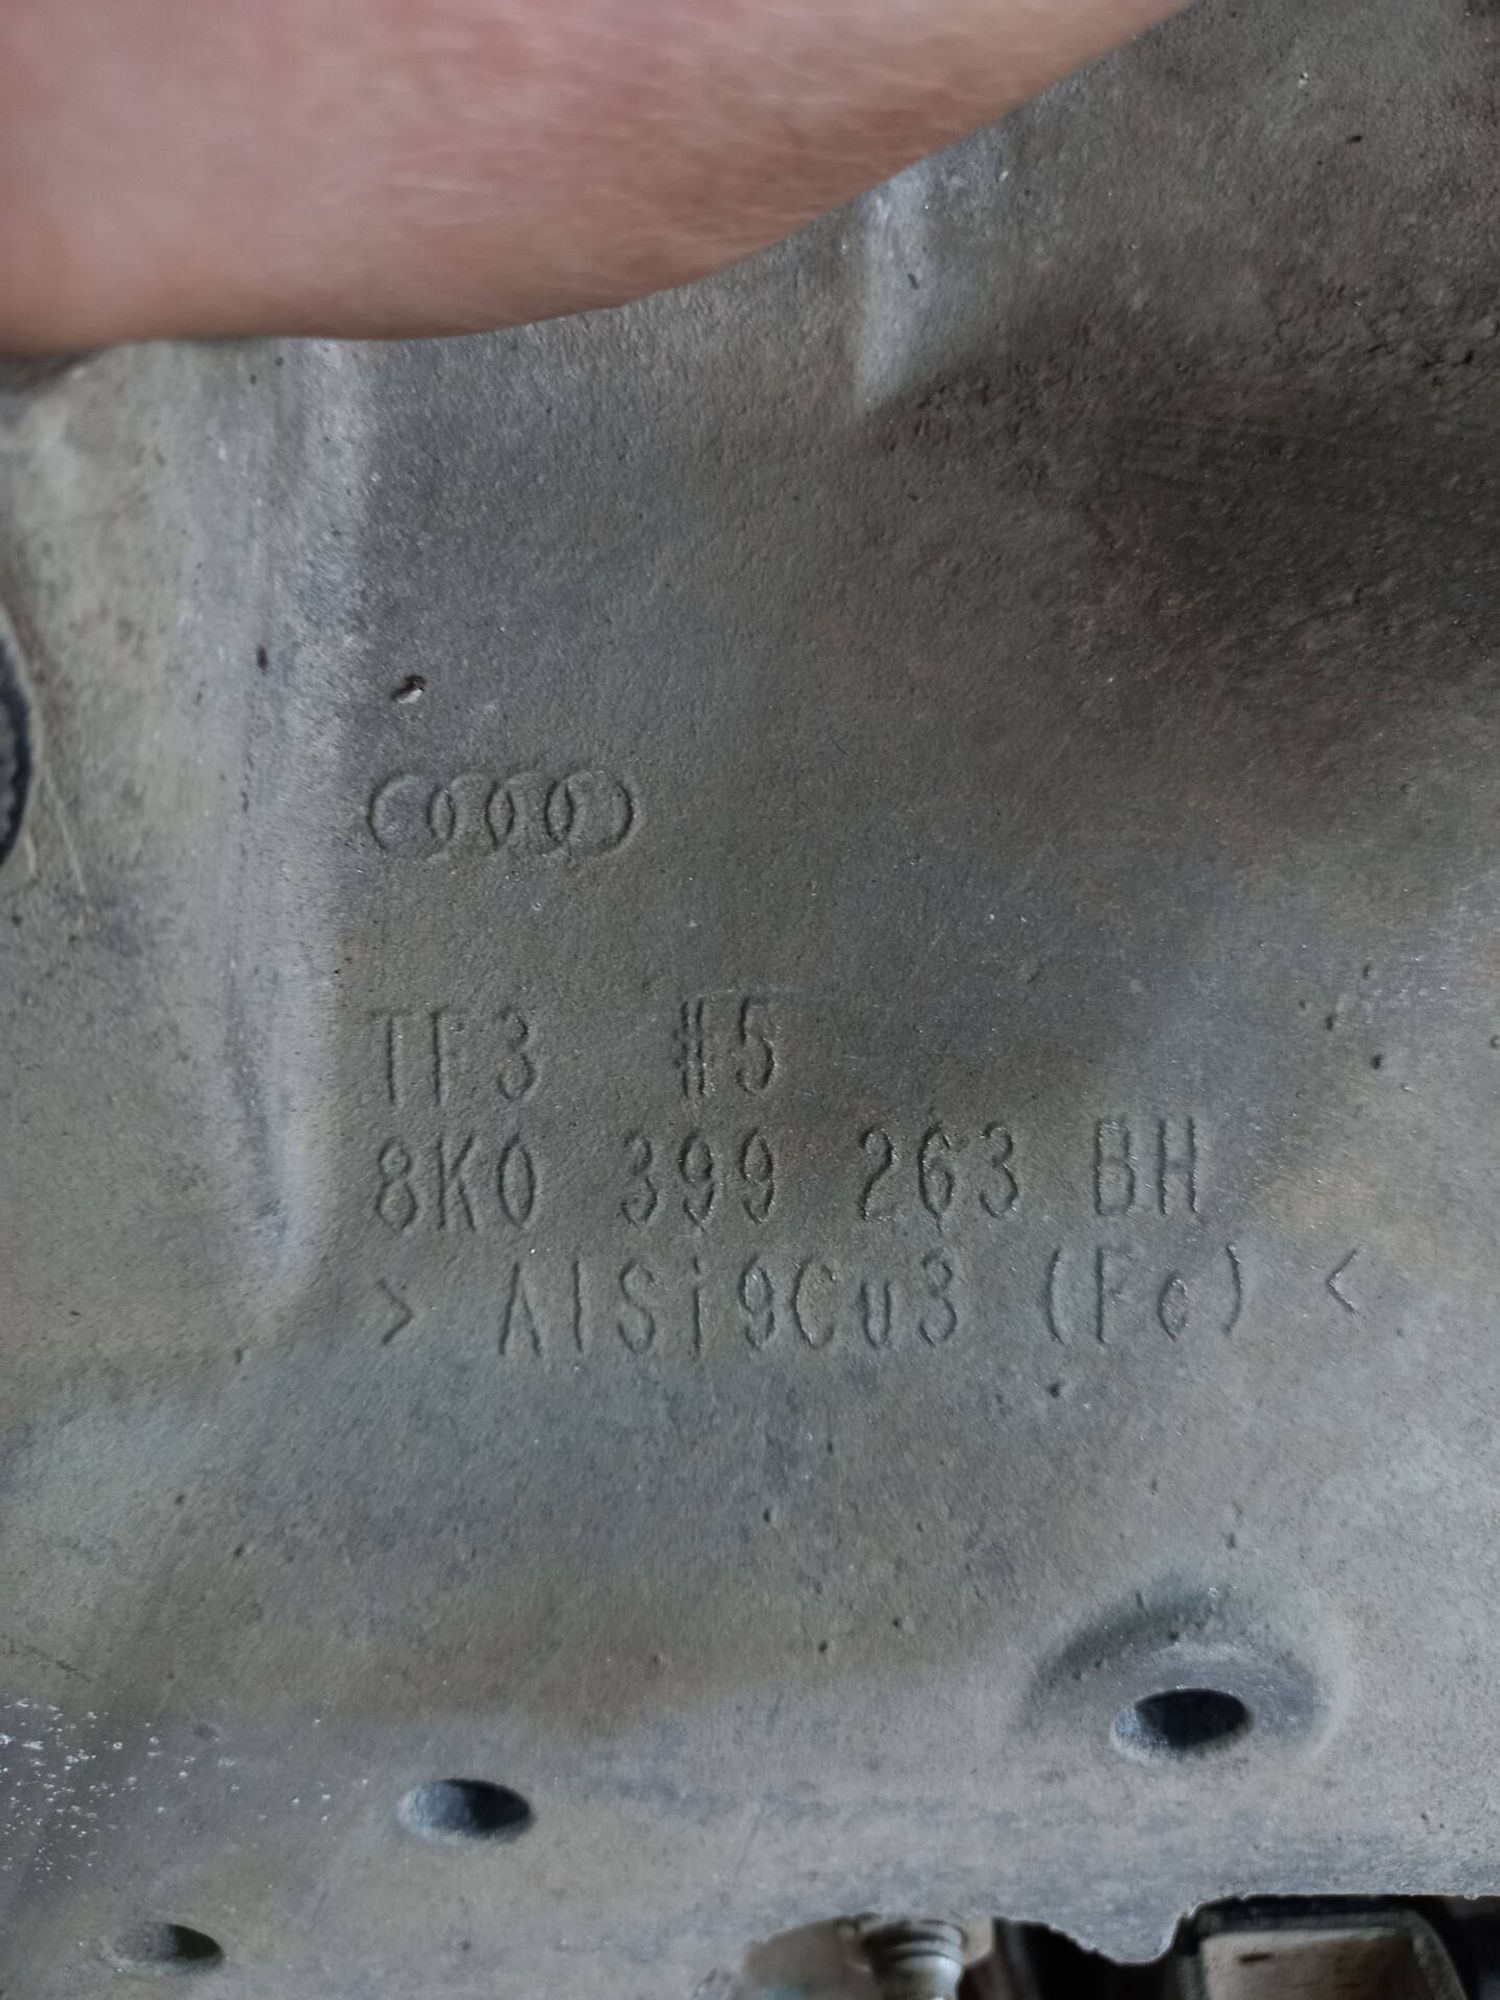 TF3 #5
8K0 399 263 BH
> AlSi9Cu3 (Fe) <